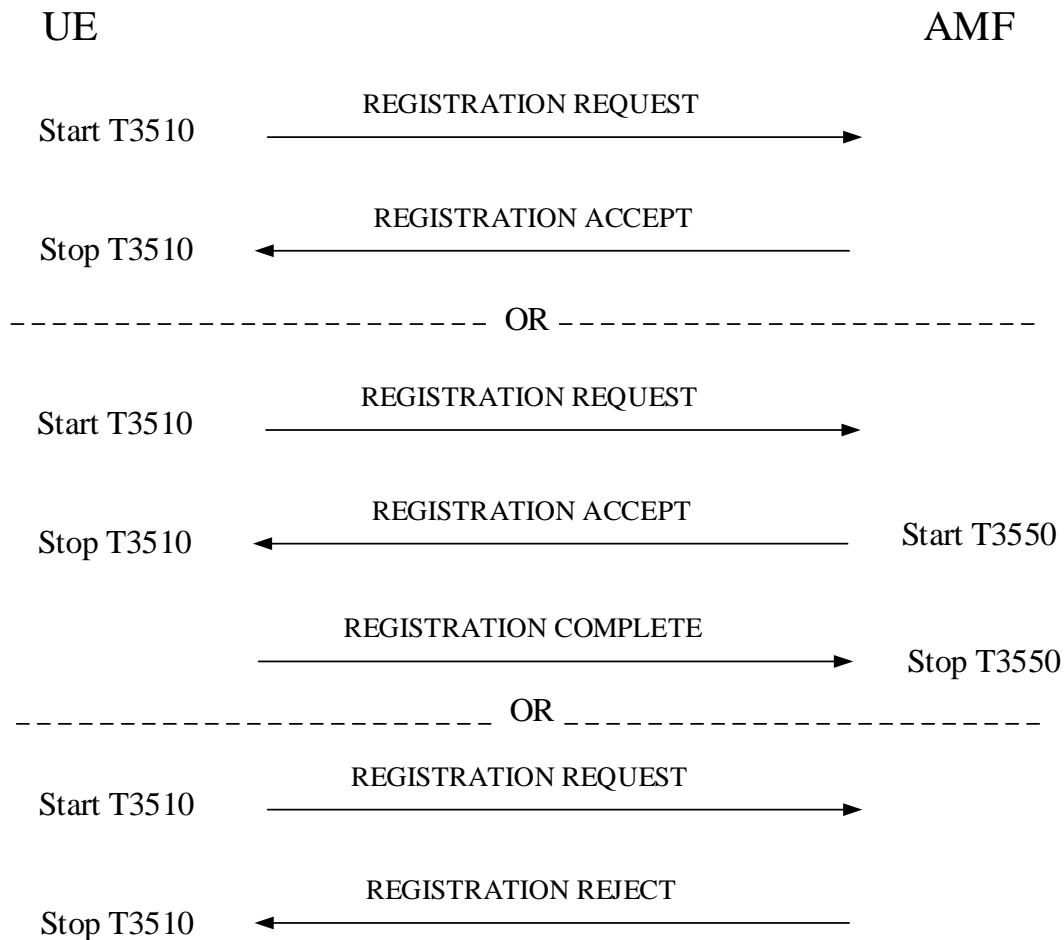 UE AMF
REGISTRATION REQUEST
Start T3510
REGISTRATION ACCEPT
Stop T3510
OR
REGISTRATION REQUEST
Start T3510
REGISTRATION ACCEPT
Stop T3510 Start T3550
REGISTRATION COMPLETE
Stop T3550
OR
REGISTRATION REQUEST
Start T3510
REGISTRATION REJECT
Stop T3510